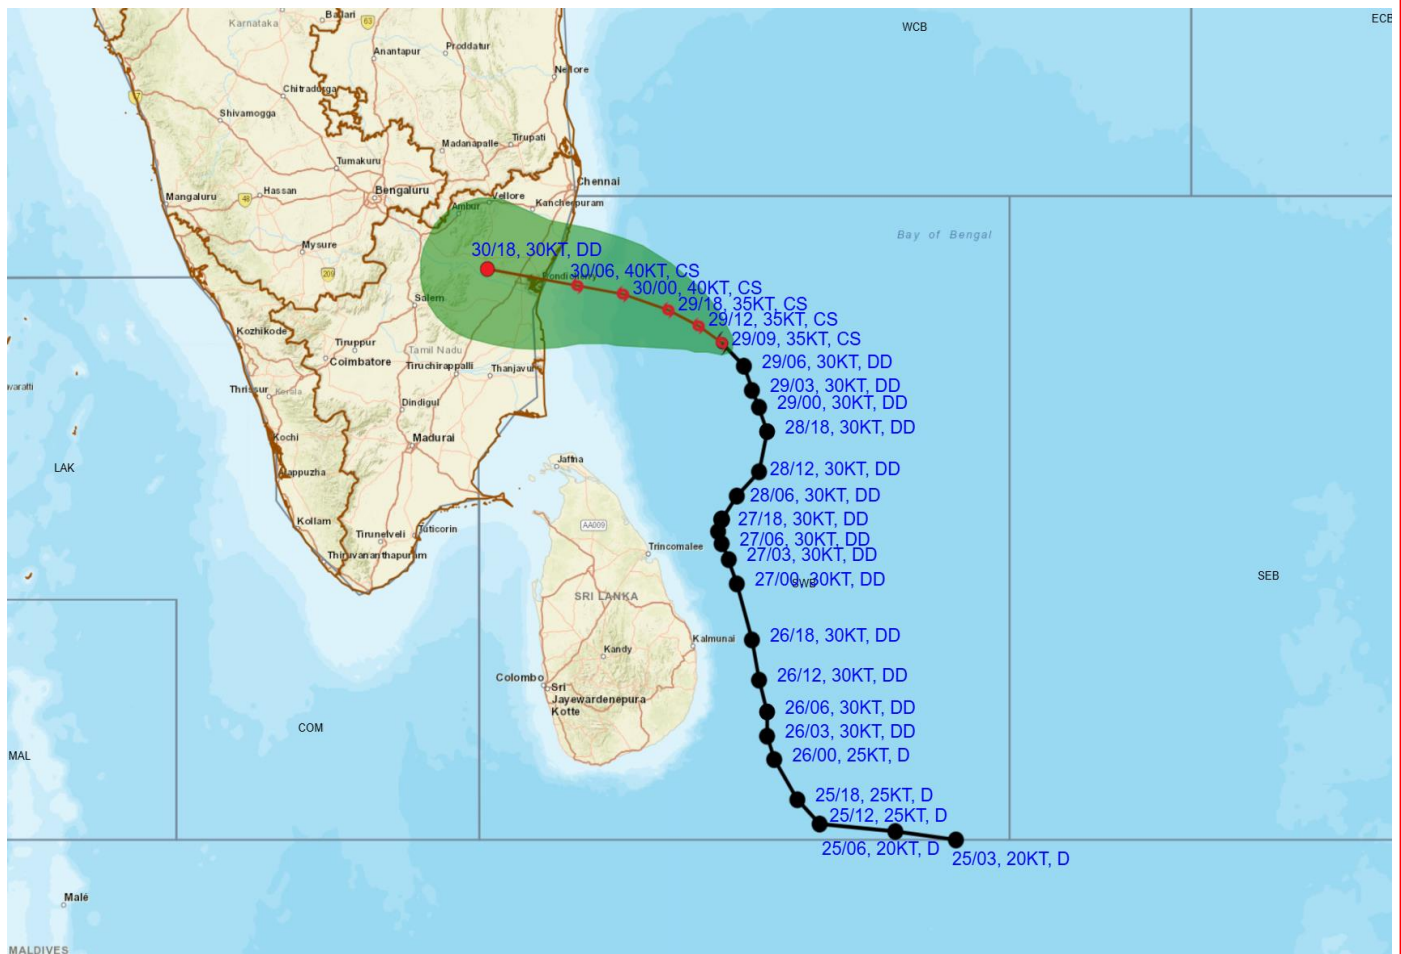 Ballari
Karnataka
63
WCB
ECB
Anantapur
Proddatur
Nellore
Chitradurga
Shivamogga
Madanapalle
Tirupati
Tumakuru
Chennai
Mangaluru
Hassan
48
Bengaluru
Vellore
Ambur
Kancheepuram
Mysure
209
Bay of Bengal
30/18, 30KT, DD
30/06, 40KT, CS
30/00, 40KT, CS
Salem
29/18, 35KT, CS
29/12, 35KT, CS
29/09, 35KT, CS
Kozhikode
Tiruppur
Coimbatore
Tamil Nadu
Tiruchirappalli
Thanjavur
29/06, 30KT, DD
Thrissur
Kerala
29/03, 30KT, DD
Dindigul
29/00, 30KT, DD
28/18, 30KT, DD
Kochi
Madurai
LAK
Alappuzha
Jaffna
28/12, 30KT, DD
28/06, 30KT, DD
Kollam
Tirunelveli
Tuticorin
AA009
27/18, 30KT, DD
27/06, 30KT, DD
Thiruvananthapuram
Trincomalee
27/03, 30KT, DD
27/00, 30KT, DD
SWB
SEB
SRI LANKA
Kalmunai
26/18, 30KT, DD
Kandy
26/12, 30KT, DD
Colombo
Sri
Jayewardenepura
Kotte
26/06, 30KT, DD
26/03, 30KT, DD
COM
MAL
26/00, 25KT, D
25/18, 25KT, D
25/12, 25KT, D
25/06, 20KT, D
25/03, 20KT, D
Malé
MALDIVES